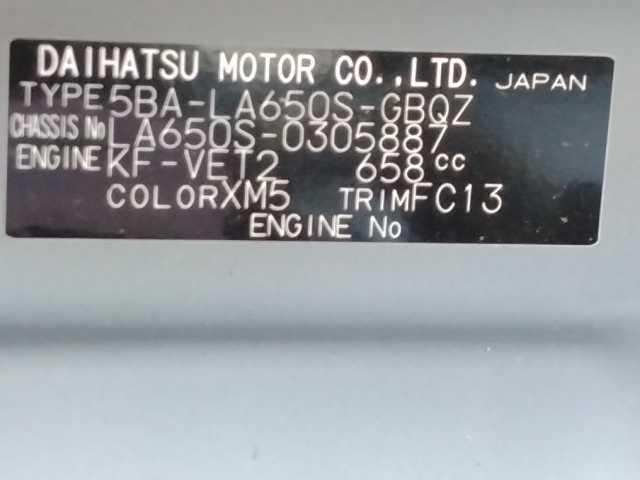 DAIHATSU MOTOR CO.,LTD. JAPAN
TYPE 5BA-LA650S-GBQZ
CHASSIS No LA650S-0305887
ENGINE KF-VET2 658cc
COLOR XM5 TRIM FC13
ENGINE No